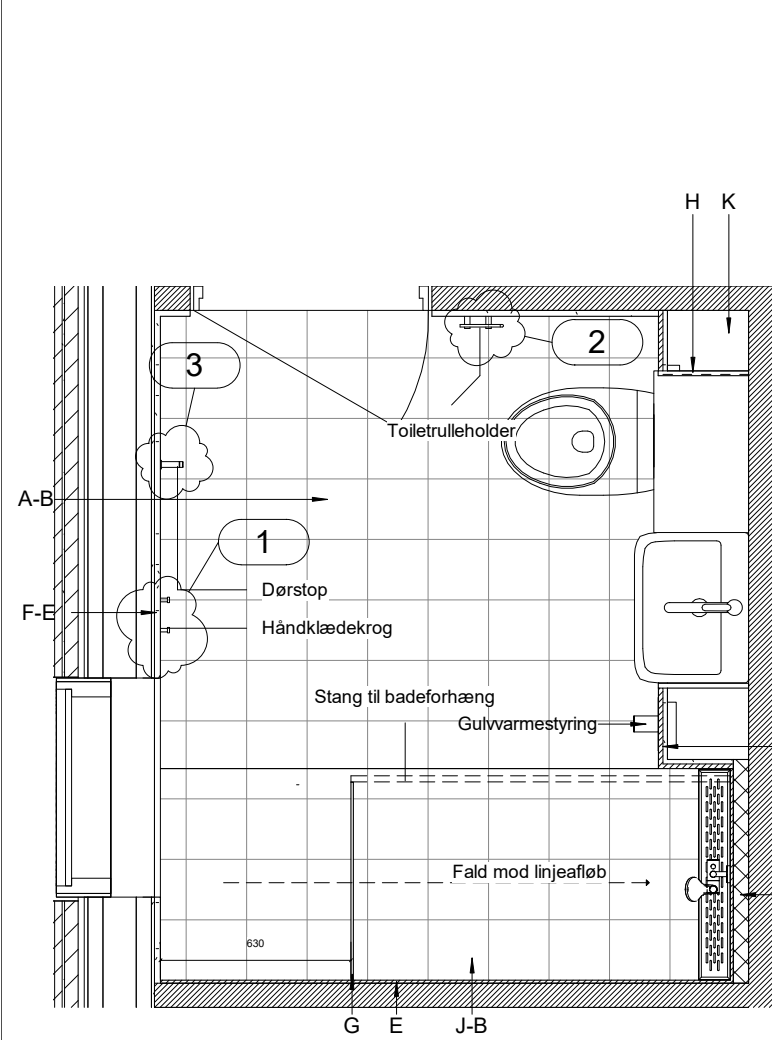 H K
2
3
Toiletrulleholder
A-B
1
Dørstop
F-E
Håndklædekrog
Stang til badeforhæng
Gulvvarmestyring
Fald mod linjeafløb
630
G E J-B